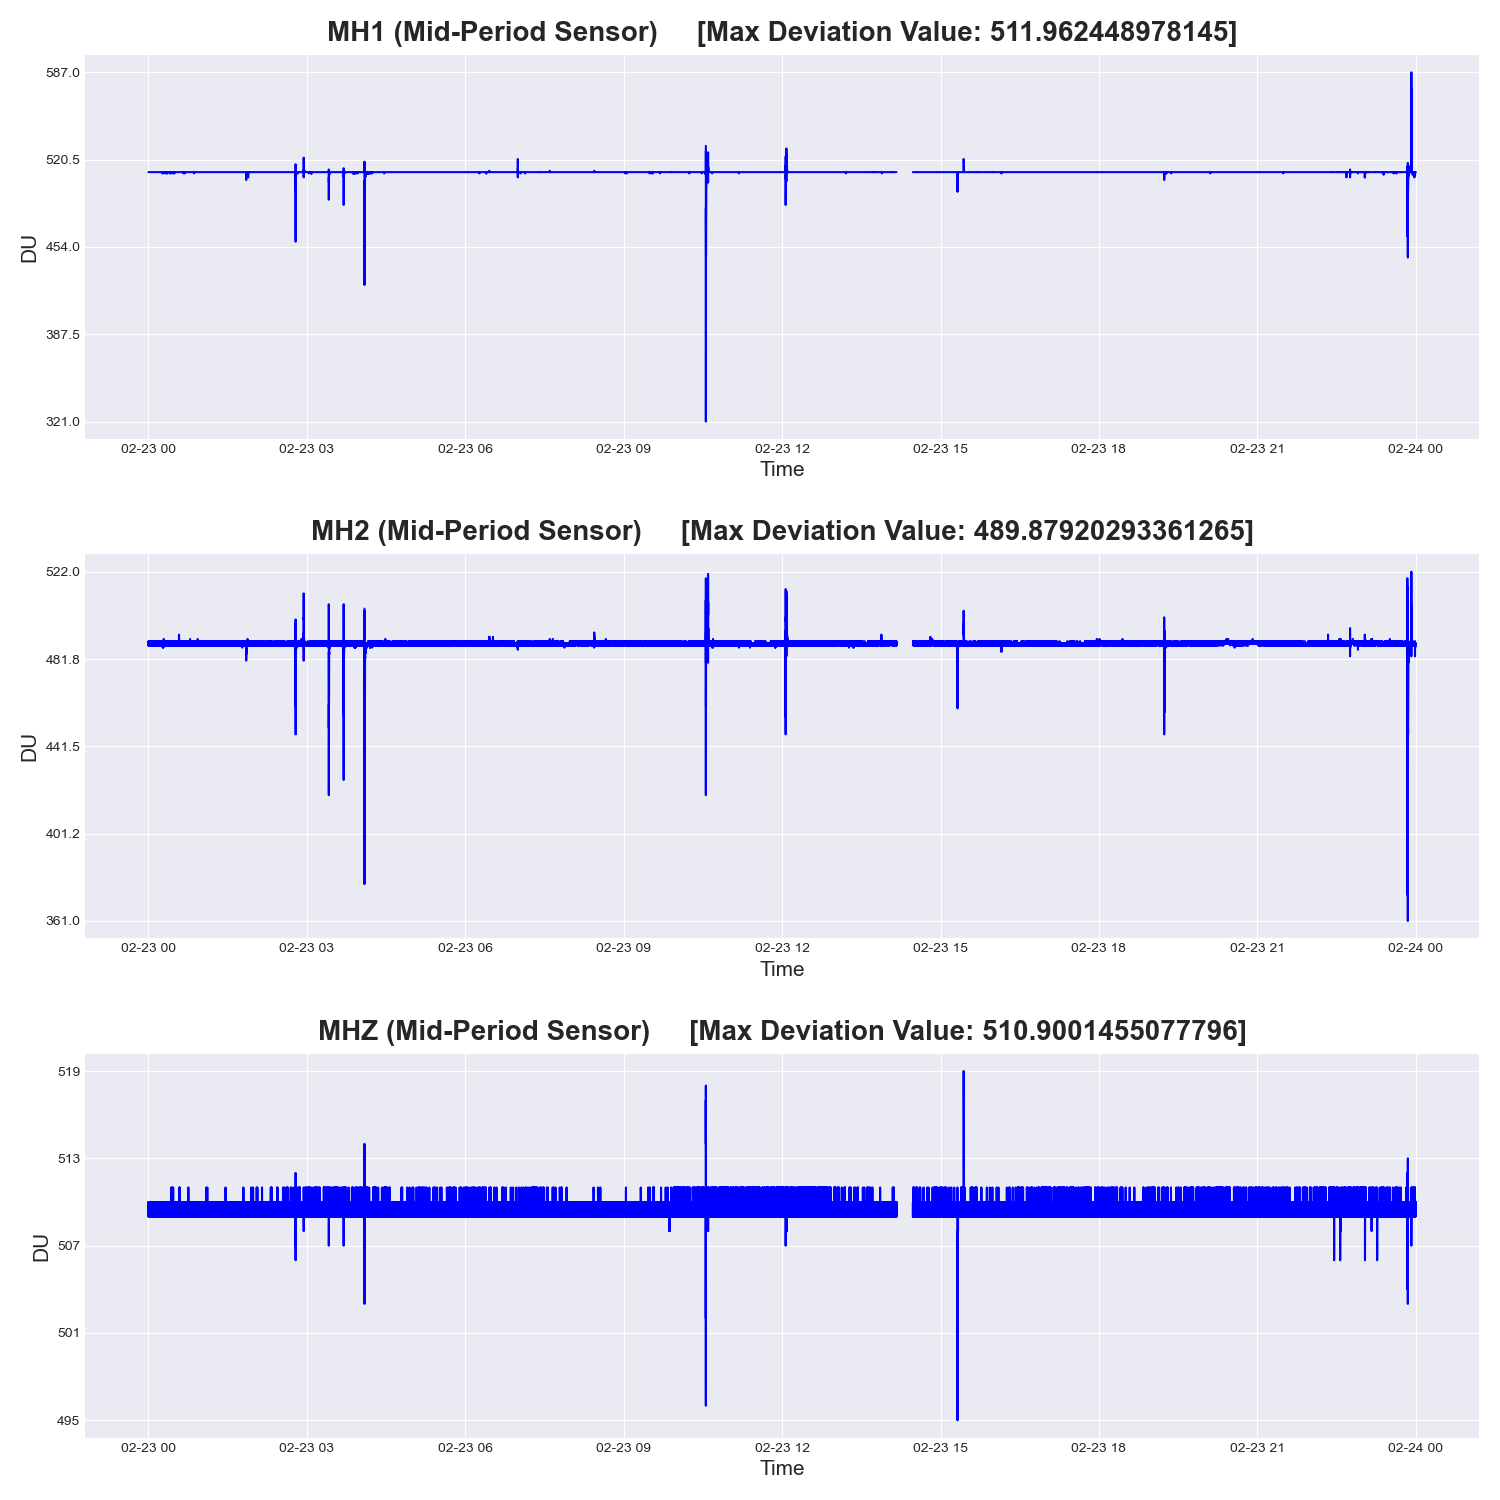 MH1 (Mid-Period Sensor) [Max Deviation Value: 511.962448978145]
587.0
520.5
454.0
387.5
321.0
DU
02-23 00 02-23 03 02-23 06 02-23 09 02-23 12 02-23 15 02-23 18 02-23 21 02-24 00
Time
MH2 (Mid-Period Sensor) [Max Deviation Value: 489.87920293361265]
522.0
481.8
441.5
401.2
361.0
DU
02-23 00 02-23 03 02-23 06 02-23 09 02-23 12 02-23 15 02-23 18 02-23 21 02-24 00
Time
MHZ (Mid-Period Sensor) [Max Deviation Value: 510.9001455077796]
519
513
507
501
495
DU
02-23 00 02-23 03 02-23 06 02-23 09 02-23 12 02-23 15 02-23 18 02-23 21 02-24 00
Time